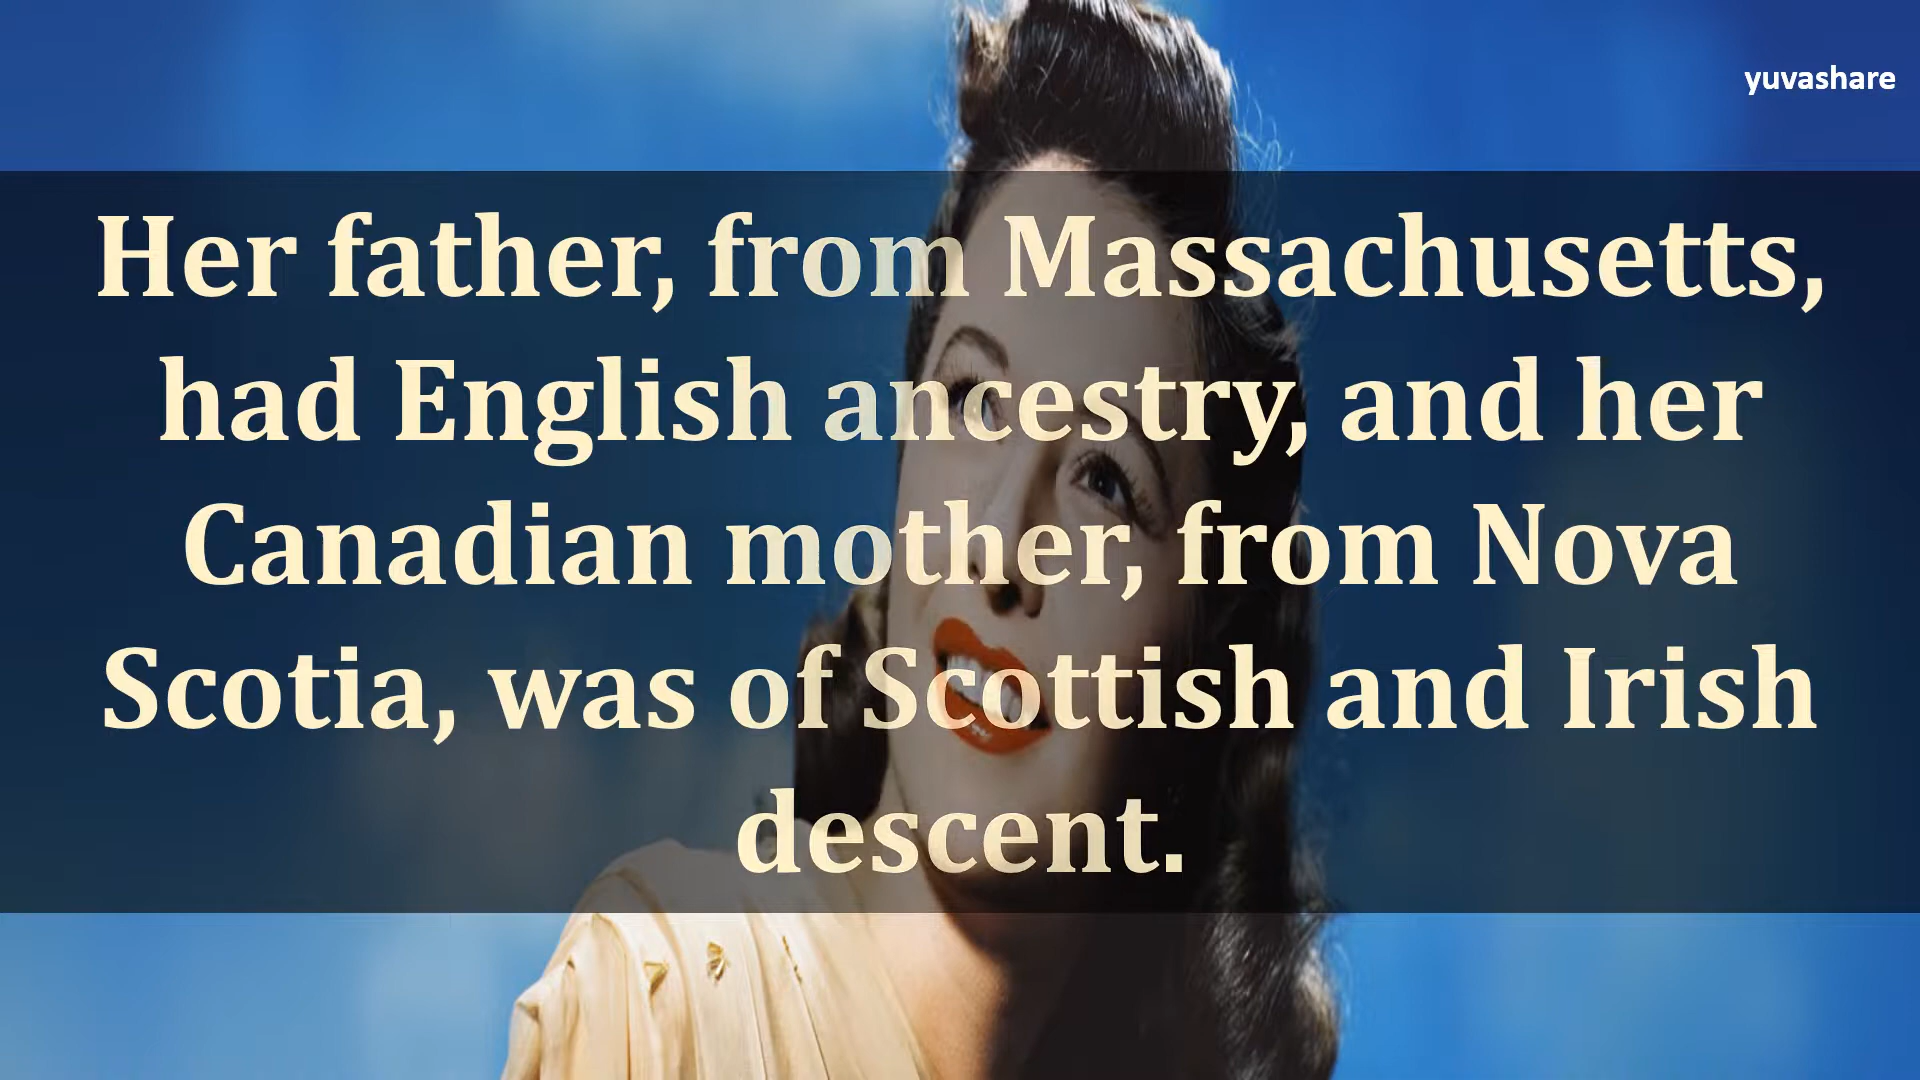 yuvashare
Her father, from Massachusetts,
had English ancestry, and her
Canadian mother, from Nova
Scotia, was of Scottish and Irish
descent.